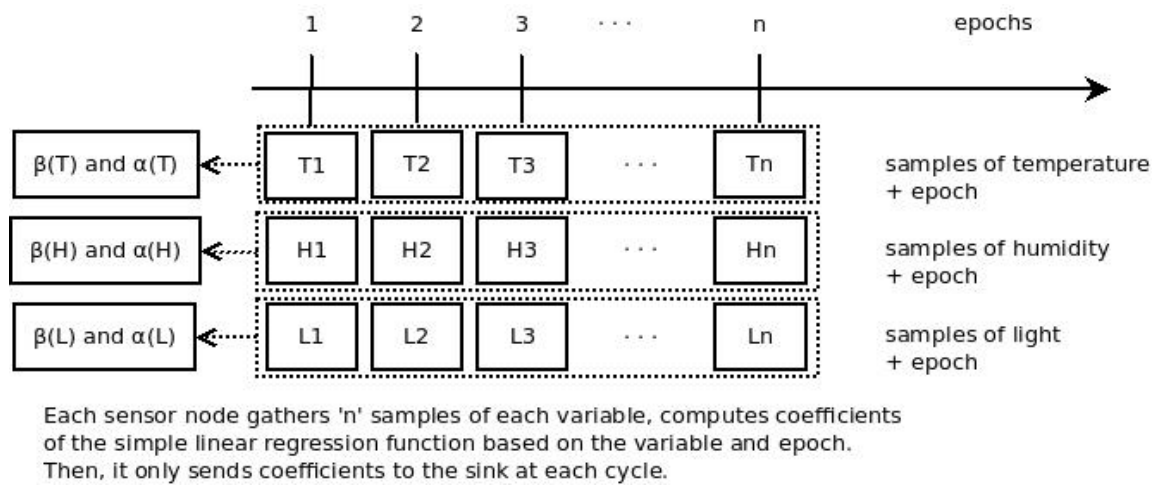 1 2 3 · · · n epochs
β(T) and α(T) T1 T2 T3 · · · Tn samples of temperature
+ epoch
β(H) and α(H) H1 H2 H3 · · · Hn samples of humidity
+ epoch
β(L) and α(L) L1 L2 L3 · · · Ln samples of light
+ epoch
Each sensor node gathers 'n' samples of each variable, computes coefficients
of the simple linear regression function based on the variable and epoch.
Then, it only sends coefficients to the sink at each cycle.